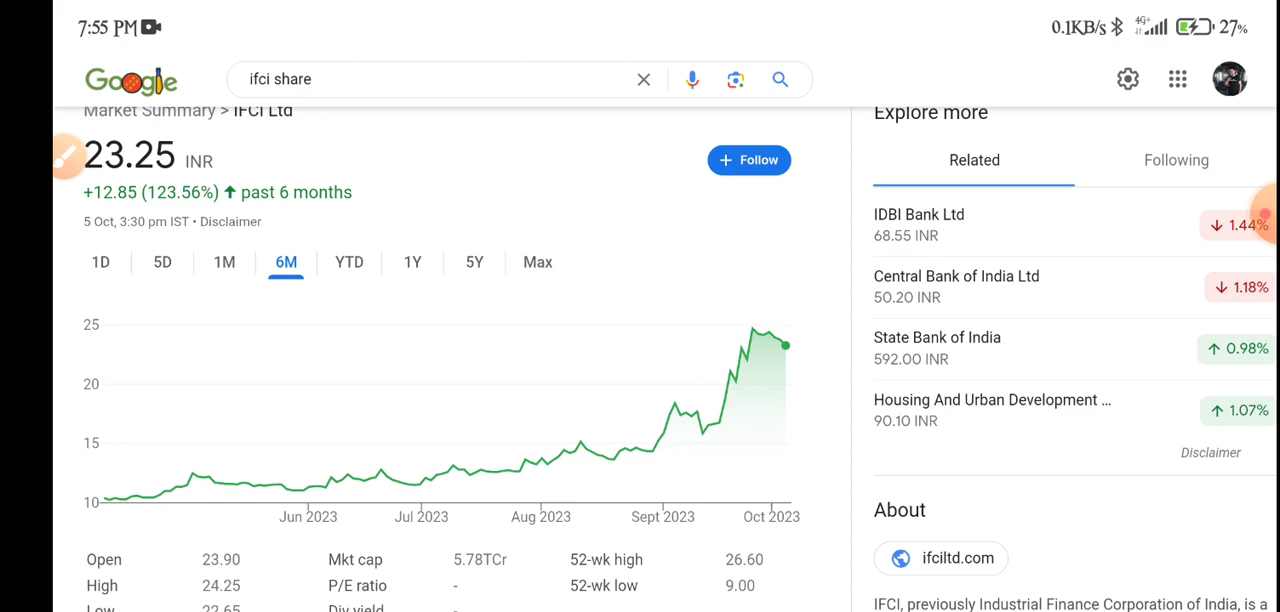 7:55 PM
0.1KB/s 4G+ 27%
Google
ifci share
Market Summary > IFCI Ltd
23.25 INR
+12.85 (123.56%) ↑ past 6 months
5 Oct, 3:30 pm IST • Disclaimer
+ Follow
1D 5D 1M 6M YTD 1Y 5Y Max
25
20
15
10
Jun 2023 Jul 2023 Aug 2023 Sept 2023 Oct 2023
Open 23.90 Mkt cap 5.78TCr 52-wk high 26.60
High 24.25 P/E ratio - 52-wk low 9.00
Low 22.65 Div yield -
Explore more
Related Following
IDBI Bank Ltd
68.55 INR
↓ 1.44%
Central Bank of India Ltd
50.20 INR
↓ 1.18%
State Bank of India
592.00 INR
↑ 0.98%
Housing And Urban Development ...
90.10 INR
↑ 1.07%
Disclaimer
About
ifciltd.com
IFCI, previously Industrial Finance Corporation of India, is a